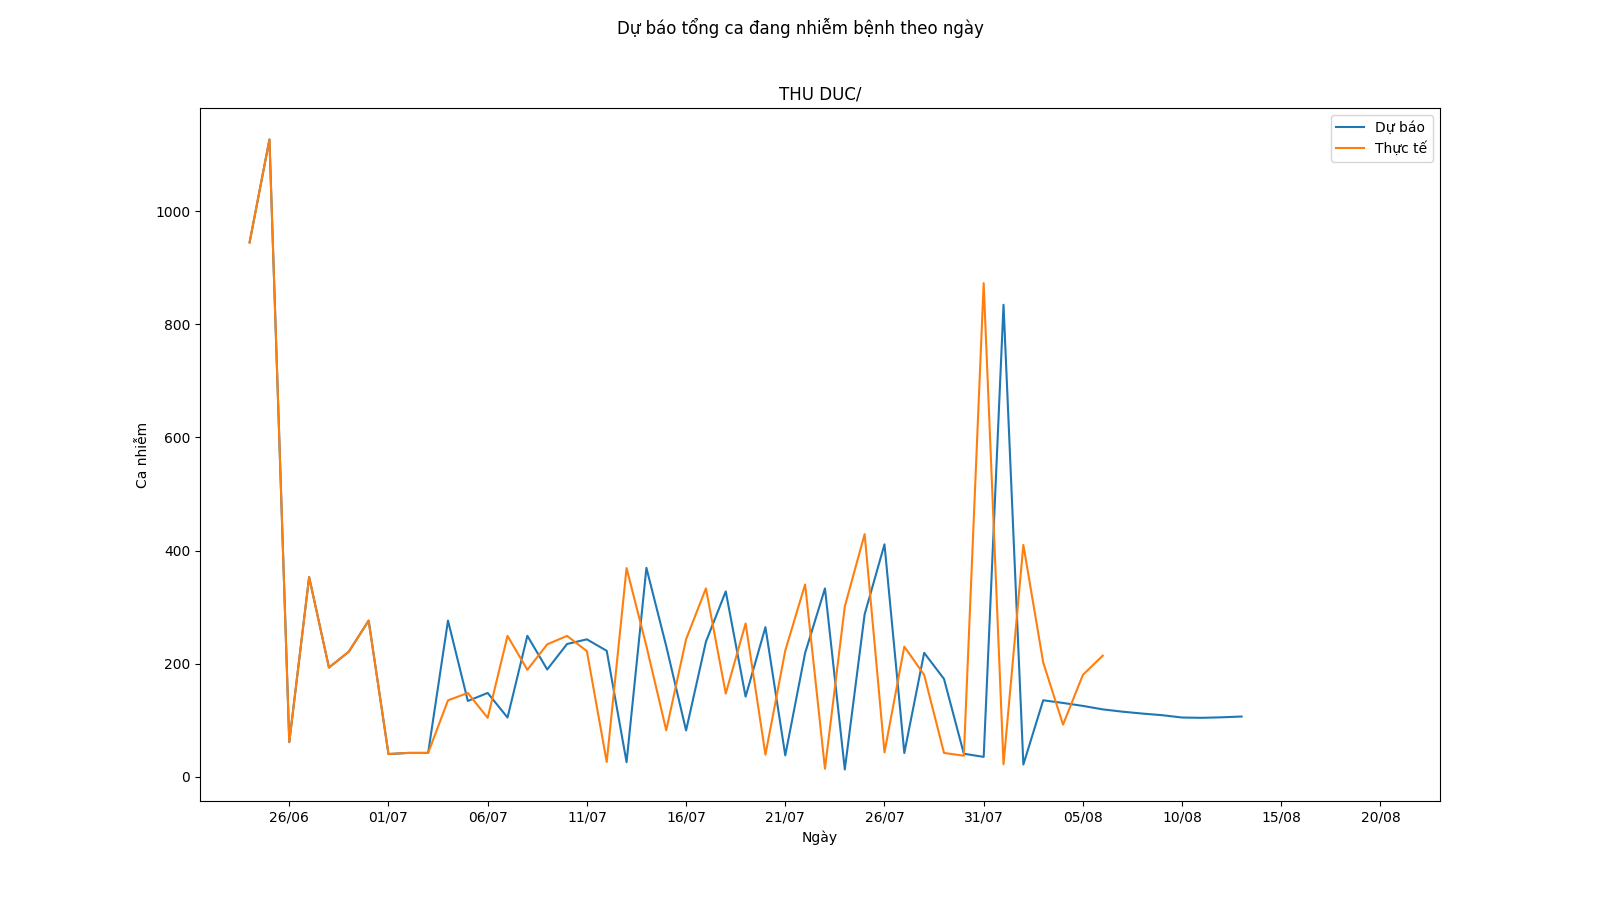 Dự báo tổng ca đang nhiễm bệnh theo ngày
THU DUC/
Dự báo
Thực tế
1000
800
600
400
200
0
Ca nhiễm
26/06 01/07 06/07 11/07 16/07 21/07 26/07 31/07 05/08 10/08 15/08 20/08
Ngày